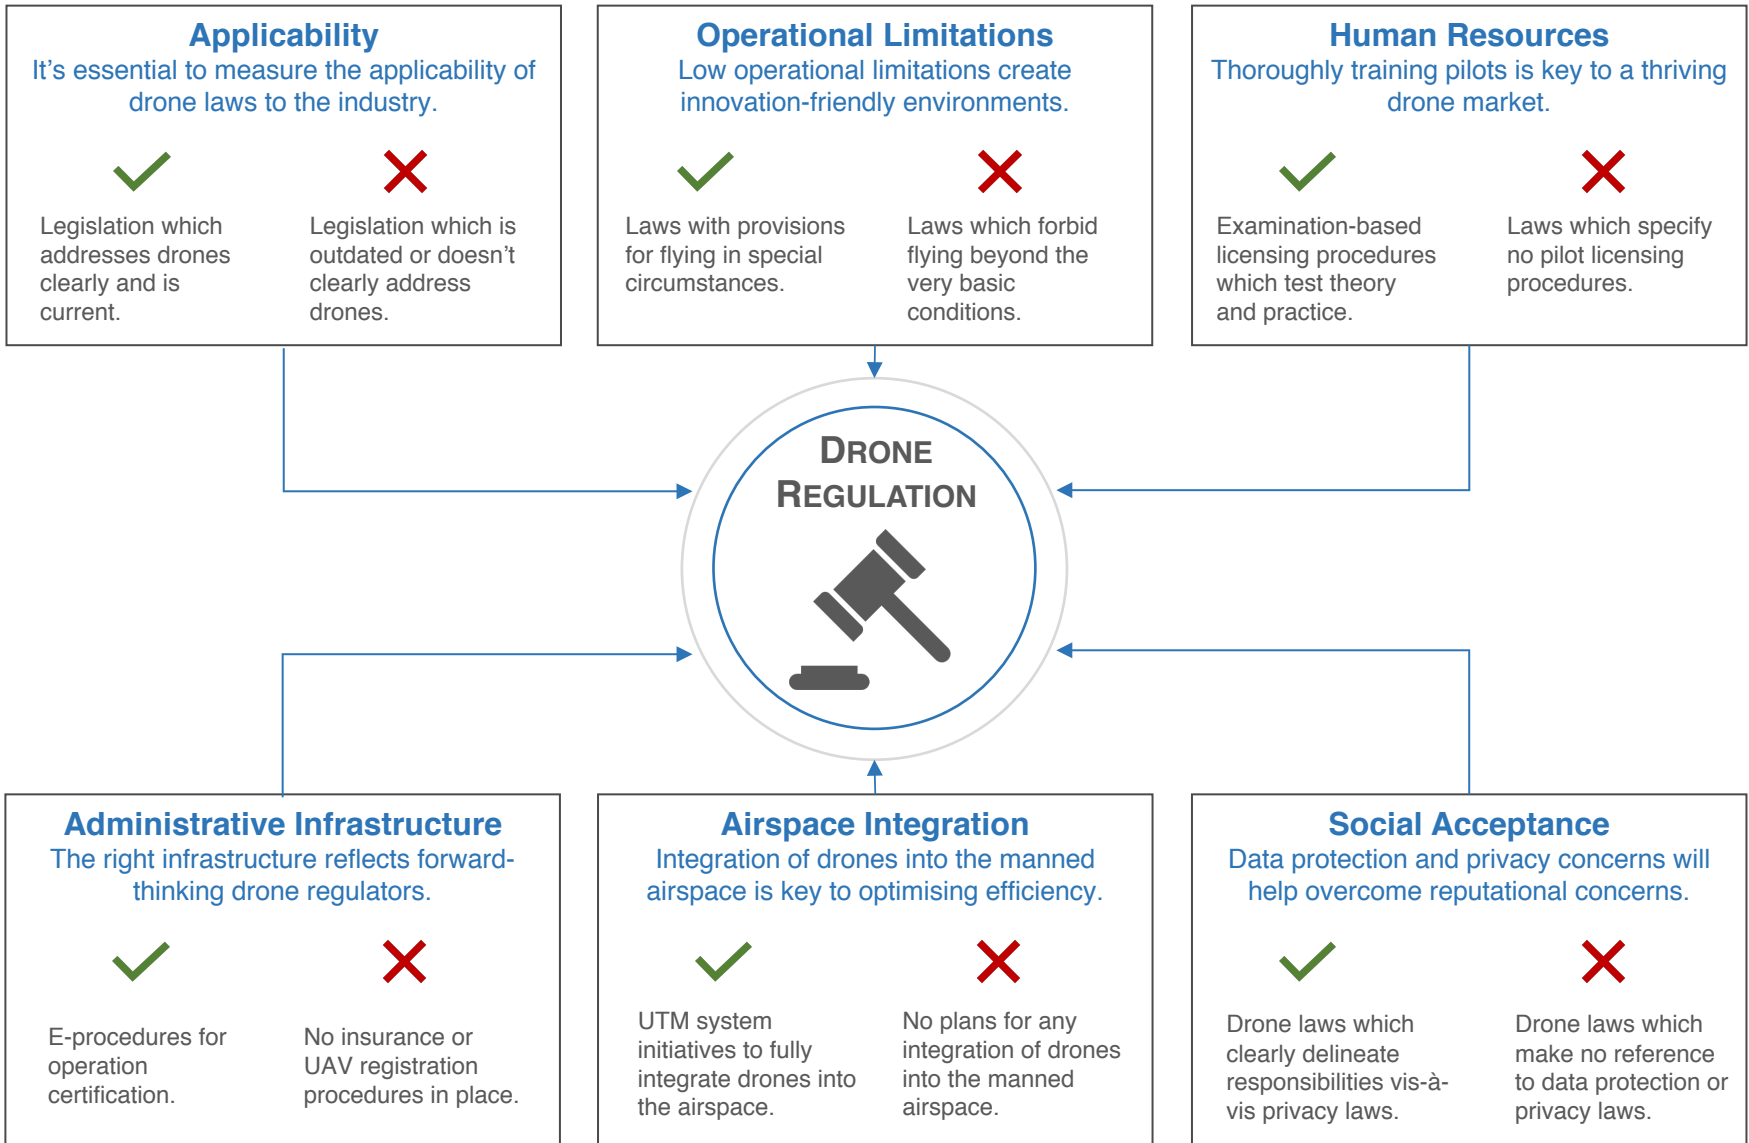 Applicability
It's essential to measure the applicability of
drone laws to the industry.
Legislation which
addresses drones
clearly and is
current.
Legislation which is
outdated or doesn't
clearly address
drones.
Operational Limitations
Low operational limitations create
innovation-friendly environments.
Laws with provisions
for flying in special
circumstances.
Laws which forbid
flying beyond the
very basic
conditions.
Human Resources
Thoroughly training pilots is key to a thriving
drone market.
Examination-based
licensing procedures
which test theory
and practice.
Laws which specify
no pilot licensing
procedures.
DRONE
REGULATION
Administrative Infrastructure
The right infrastructure reflects forward-
thinking drone regulators.
E-procedures for
operation
certification.
No insurance or
UAV registration
procedures in place.
Airspace Integration
Integration of drones into the manned
airspace is key to optimising efficiency.
UTM system
initiatives to fully
integrate drones into
the airspace.
No plans for any
integration of drones
into the manned
airspace.
Social Acceptance
Data protection and privacy concerns will
help overcome reputational concerns.
Drone laws which
clearly delineate
responsibilities vis-à-
vis privacy laws.
Drone laws which
make no reference
to data protection or
privacy laws.